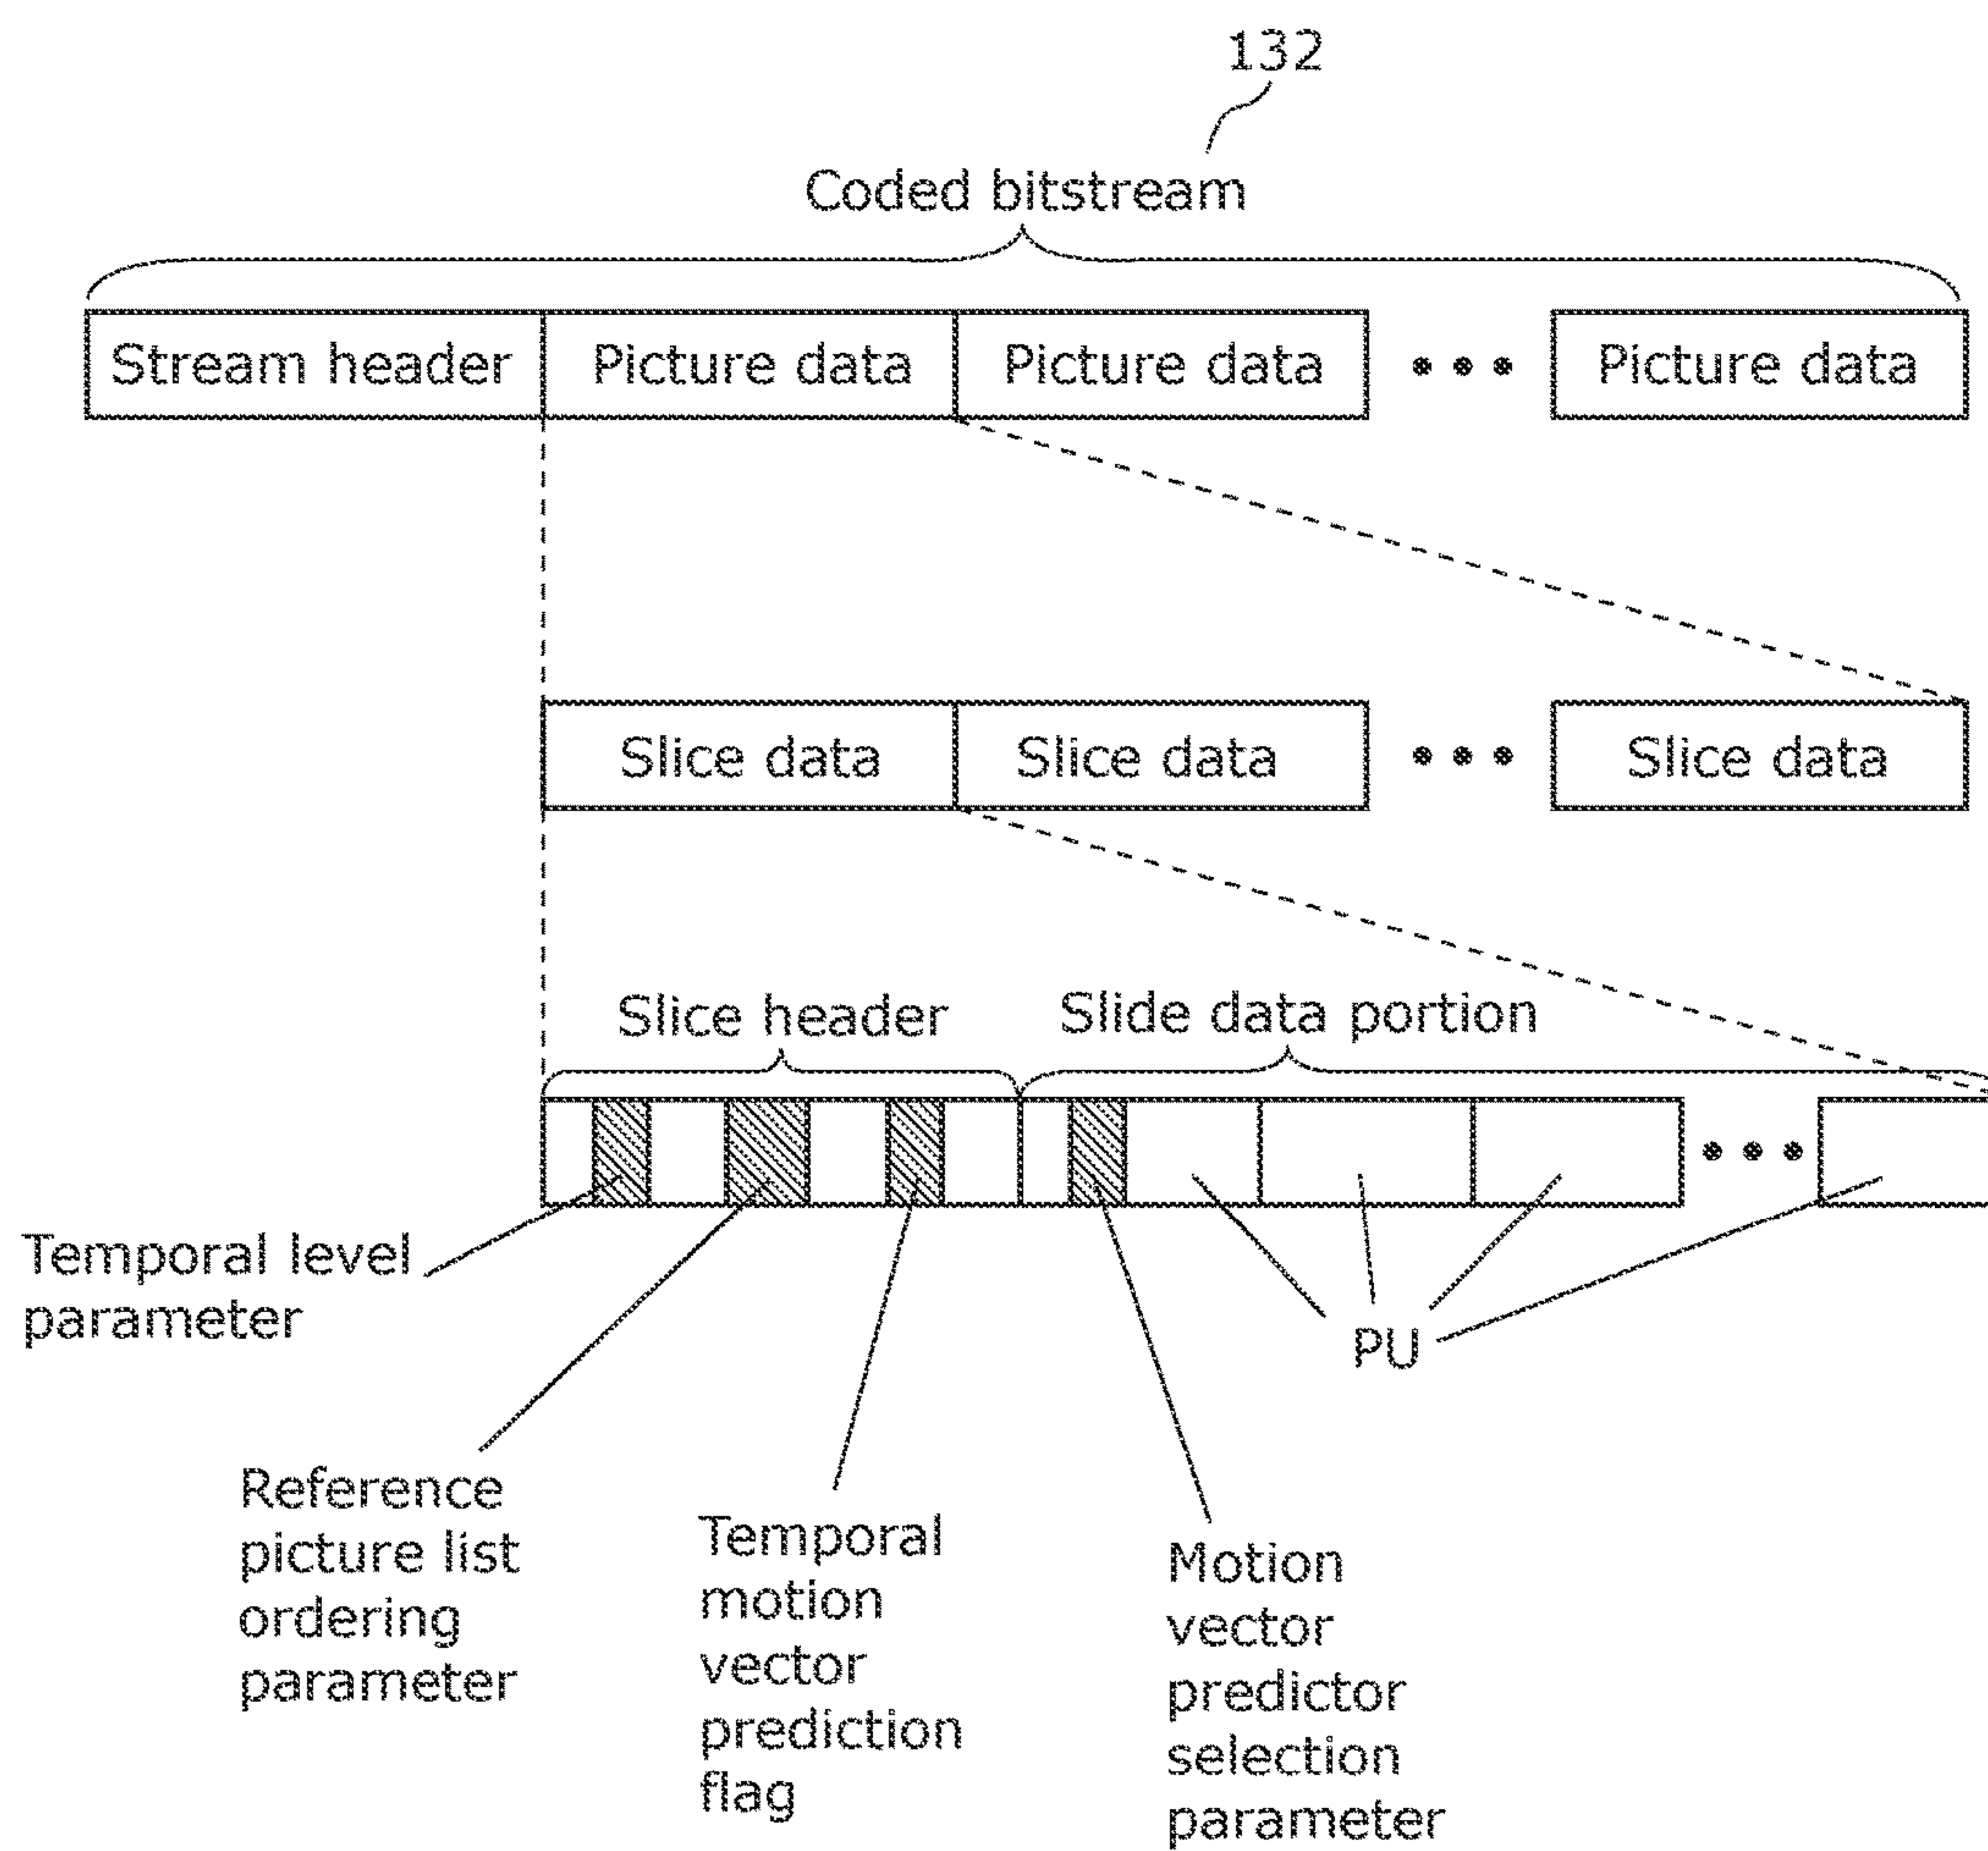 132
Coded bitstream
Stream header
Picture data
Picture data
Picture data
Slice data
Slice data
Slice data
Slice header
Slide data portion
Temporal level
parameter
PU
Reference
picture list
ordering
parameter
Temporal
motion
vector
prediction
flag
Motion
vector
predictor
selection
parameter